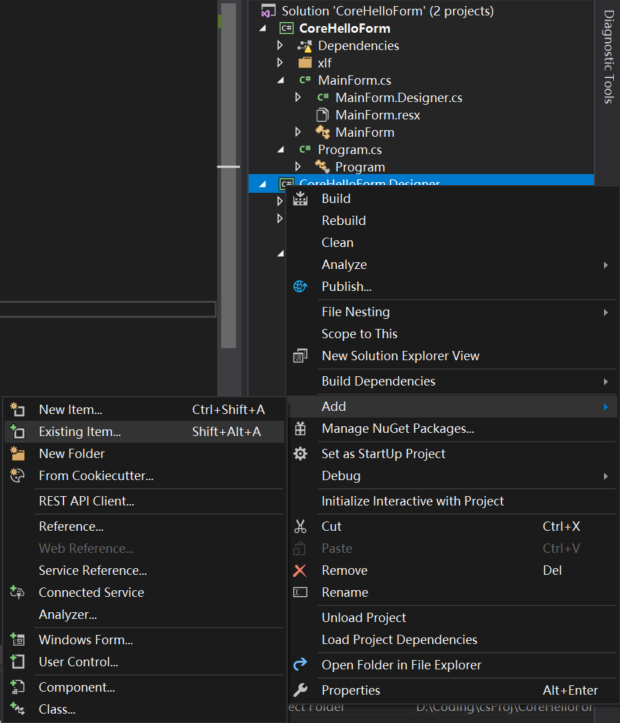 Solution 'CoreHelloForm' (2 projects)
CoreHelloForm
Dependencies
xlf
MainForm.cs
MainForm.Designer.cs
MainForm.resx
MainForm
Program.cs
Program
CoreHelloForm.Designer
Diagnostic Tools
Build
Rebuild
Clean
Analyze
Publish...
File Nesting
Scope to This
New Solution Explorer View
Build Dependencies
Add
Manage NuGet Packages...
Set as StartUp Project
Debug
Initialize Interactive with Project
Cut Ctrl+X
Paste Ctrl+V
Remove Del
Rename
Unload Project
Load Project Dependencies
Open Folder in File Explorer
Properties Alt+Enter
New Item... Ctrl+Shift+A
Existing Item... Shift+Alt+A
New Folder
From Cookiecutter...
REST API Client...
Reference...
Web Reference...
Service Reference...
Connected Service
Analyzer...
Windows Form...
User Control...
Component...
Class...
ect Folder D:\Coding\csProj\CoreHelloFor